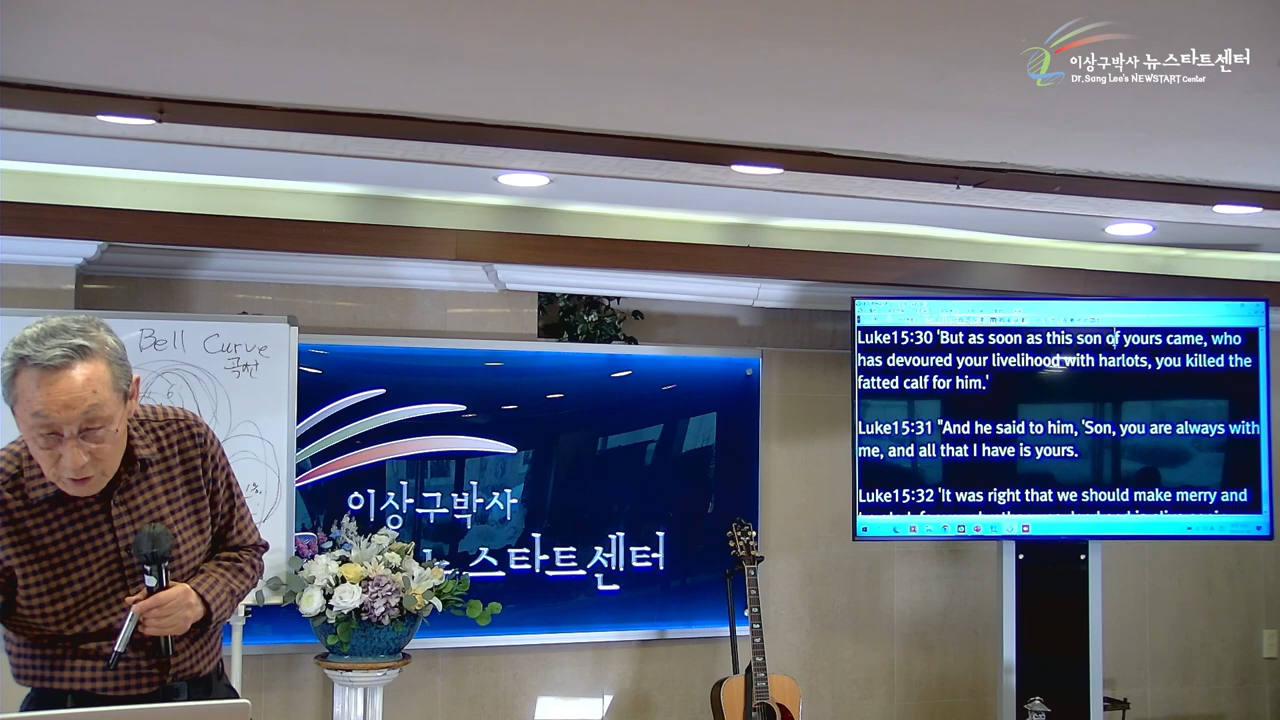 이상구박사 뉴스타트센터
Dr. Sang Lee's NEWSTART Center
Bell Curve
곡선
1%
이상구박사
뉴스타트센터
Luke15:30 'But as soon as this son of yours came, who
has devoured your livelihood with harlots, you killed the
fatted calf for him.'
Luke15:31 "And he said to him, 'Son, you are always with
me, and all that I have is yours.
Luke15:32 'It was right that we should make merry and